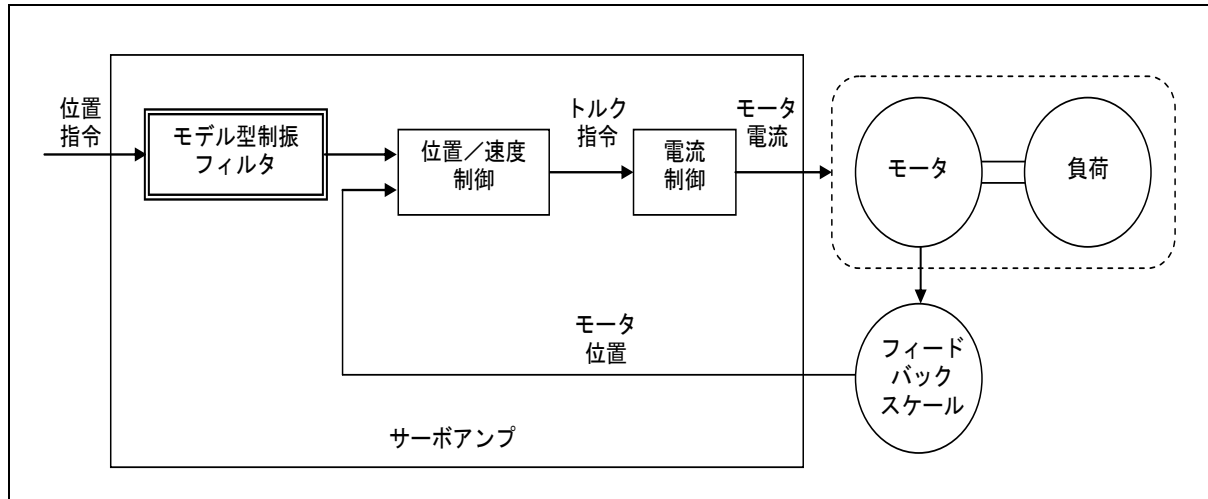 位置
指令
モデル型制振
フィルタ
位置／速度
制御
トルク
指令
電流
制御
モータ
電流
モータ
負荷
モータ
位置
フィード
バック
スケール
サーボアンプ